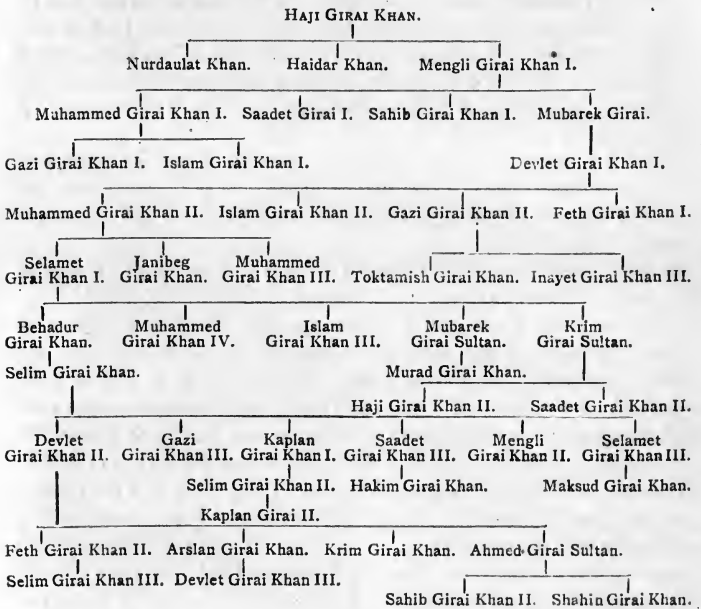 HAJI GIRAI KHAN.
Nurdaulat Khan. Haidar Khan. Mengli Girai Khan I.
Muhammed Girai Khan I. Saadet Girai I. Sahib Girai Khan I. Mubarek Girai.
Gazi Girai Khan I. Islam Girai Khan I. Devlet Girai Khan I.
Muhammed Girai Khan II. Islam Girai Khan II. Gazi Girai Khan II. Feth Girai Khan I.
Selamet Janibeg Muhammed
Girai Khan I. Girai Khan. Girai Khan III. Toktamish Girai Khan. Inayet Girai Khan III.
Behadur Muhammed Islam Mubarek Krim
Girai Khan. Girai Khan IV. Girai Khan III. Girai Sultan. Girai Sultan.
Selim Girai Khan. Murad Girai Khan.
Haji Girai Khan II. Saadet Girai Khan II.
Devlet Gazi Kaplan Saadet Mengli Selamet
Girai Khan II. Girai Khan III. Girai Khan I. Girai Khan III. Girai Khan II. Girai Khan III.
Selim Girai Khan II. Hakim Girai Khan. Maksud Girai Khan.
Kaplan Girai II.
Feth Girai Khan II. Arslan Girai Khan. Krim Girai Khan. Ahmed Girai Sultan.
Selim Girai Khan III. Devlet Girai Khan III.
Sahib Girai Khan II. Shahin Girai Khan.